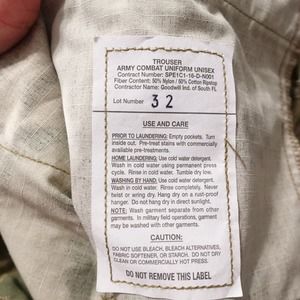 TROUSER
ARMY COMBAT UNIFORM UNISEX
Contract Number: SPE1C1-16-D-N001
Fiber Content: 50% Nylon / 50% Cotton Ripstop
Contractor Name: Goodwill Ind. of South FL
Lot Number 32
USE AND CARE
PRIOR TO LAUNDERING: Empty pockets. Turn
inside out. Pre-treat stains with commercially
available pre-treatments.
HOME LAUNDERING: Use cold water detergent.
Wash in cold water using permanent press
cycle. Rinse in cold water. Tumble dry low.
WASHING BY HAND: Use cold water detergent.
Wash in cold water. Rinse completely. Never
twist or wring dry. Hang dry on a rust-proof
hanger. Do not hang dry in direct sunlight.
NOTE: Wash garment separate from other
garments. In military field operations, garment
may be washed with other garments.
CAUTION:
DO NOT USE BLEACH, BLEACH ALTERNATIVES,
FABRIC SOFTENER, OR STARCH. DO NOT DRY
CLEAN OR COMMERCIALLY HOT PRESS.
DO NOT REMOVE THIS LABEL